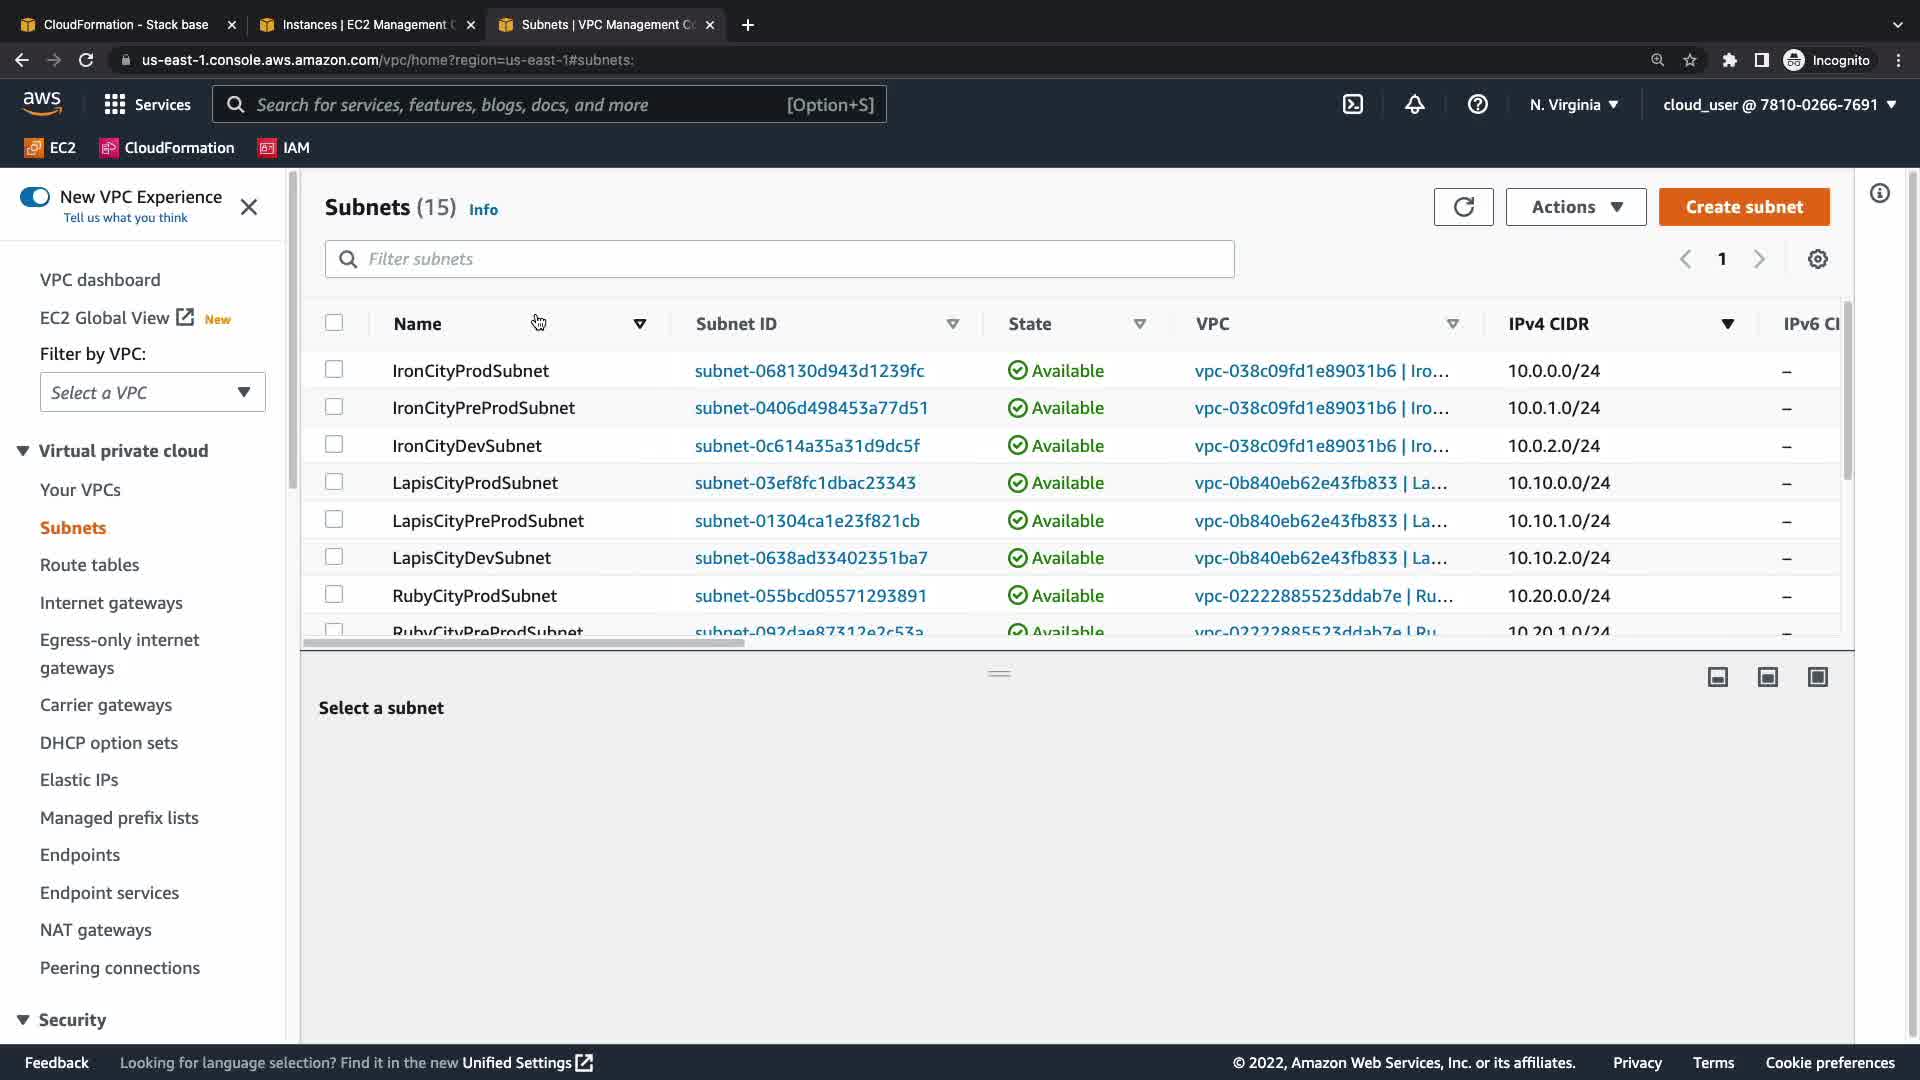 CloudFormation - Stack base
Instances | EC2 Management C
Subnets | VPC Management Co
us-east-1.console.aws.amazon.com/vpc/home?region=us-east-1#subnets:
Incognito
aws
Services
Search for services, features, blogs, docs, and more
[Option+S]
N. Virginia
cloud_user @ 7810-0266-7691
EC2
CloudFormation
IAM
New VPC Experience
Tell us what you think
VPC dashboard
EC2 Global View New
Filter by VPC:
Select a VPC
Virtual private cloud
Your VPCs
Subnets
Route tables
Internet gateways
Egress-only internet
gateways
Carrier gateways
DHCP option sets
Elastic IPs
Managed prefix lists
Endpoints
Endpoint services
NAT gateways
Peering connections
Security
Subnets (15) Info
Actions
Create subnet
Filter subnets
1
Name Subnet ID State VPC IPv4 CIDR IPv6 CI
IronCityProdSubnet subnet-068130d943d1239fc Available vpc-038c09fd1e89031b6 | Iro... 10.0.0.0/24 –
IronCityPreProdSubnet subnet-0406d498453a77d51 Available vpc-038c09fd1e89031b6 | Iro... 10.0.1.0/24 –
IronCityDevSubnet subnet-0c614a35a31d9dc5f Available vpc-038c09fd1e89031b6 | Iro... 10.0.2.0/24 –
LapisCityProdSubnet subnet-03ef8fc1dbac23343 Available vpc-0b840eb62e43fb833 | La... 10.10.0.0/24 –
LapisCityPreProdSubnet subnet-01304ca1e23f821cb Available vpc-0b840eb62e43fb833 | La... 10.10.1.0/24 –
LapisCityDevSubnet subnet-0638ad33402351ba7 Available vpc-0b840eb62e43fb833 | La... 10.10.2.0/24 –
RubyCityProdSubnet subnet-055bcd05571293891 Available vpc-02222885523ddab7e | Ru... 10.20.0.0/24 –
RubyCityPreProdSubnet subnet-092dae87312e2c53a Available vpc-02222885523ddab7e | Ru... 10.20.1.0/24 –
Select a subnet
Feedback
Looking for language selection? Find it in the new Unified Settings
© 2022, Amazon Web Services, Inc. or its affiliates.
Privacy
Terms
Cookie preferences